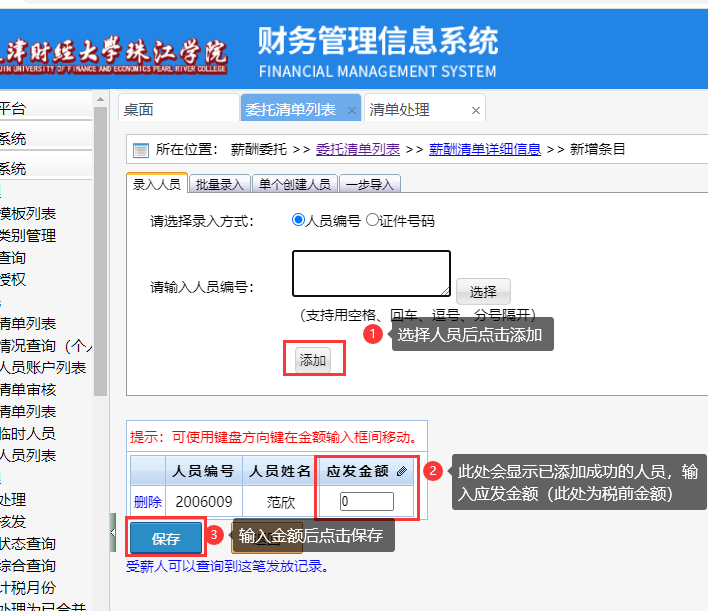 津财经大学珠江学院
JIN UNIVERSITY OF FINANCE AND ECONOMICS PEARL RIVER COLLEGE
财务管理信息系统
FINANCIAL MANAGEMENT SYSTEM
平台
系统
系统
模板列表
类别管理
查询
授权
清单列表
情况查询（个人
人员账户列表
清单审核
清单列表
临时人员
人员列表
处理
核发
状态查询
综合查询
计税月份
处理为已合并
桌面
委托清单列表 ×
清单处理 ×
所在位置： 薪酬委托 >> 委托清单列表 >> 薪酬清单详细信息 >> 新增条目
录入人员 批量录入 单个创建人员 一步导入
请选择录入方式： 人员编号 证件号码
请输入人员编号： 选择
（支持用空格、回车、逗号、分号隔开）
1 选择人员后点击添加
添加
提示：可使用键盘方向键在金额输入框间移动。
人员编号 人员姓名 应发金额
删除 2006009 范欣 0
2 此处会显示已添加成功的人员，输
入应发金额（此处为税前金额）
保存 3 输入金额后点击保存
受薪人可以查询到这笔发放记录。